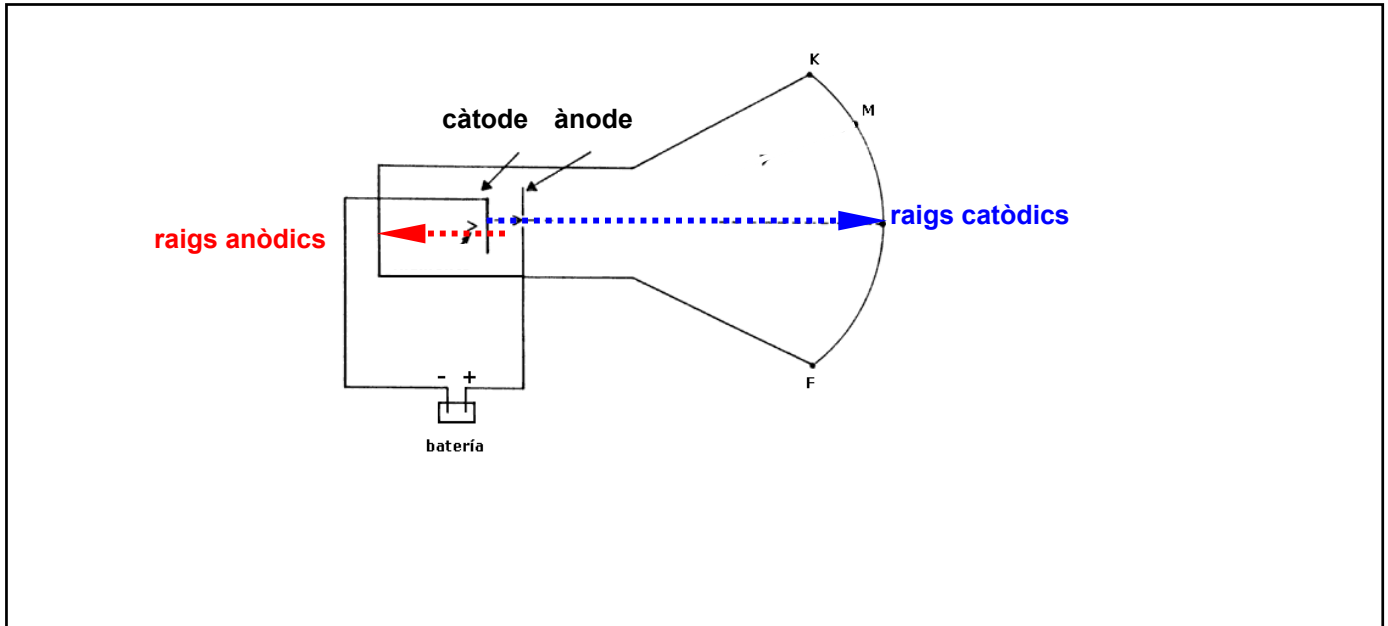 K
M
càtode ànode
raigs catòdics
raigs anòdics
F
- +
batería